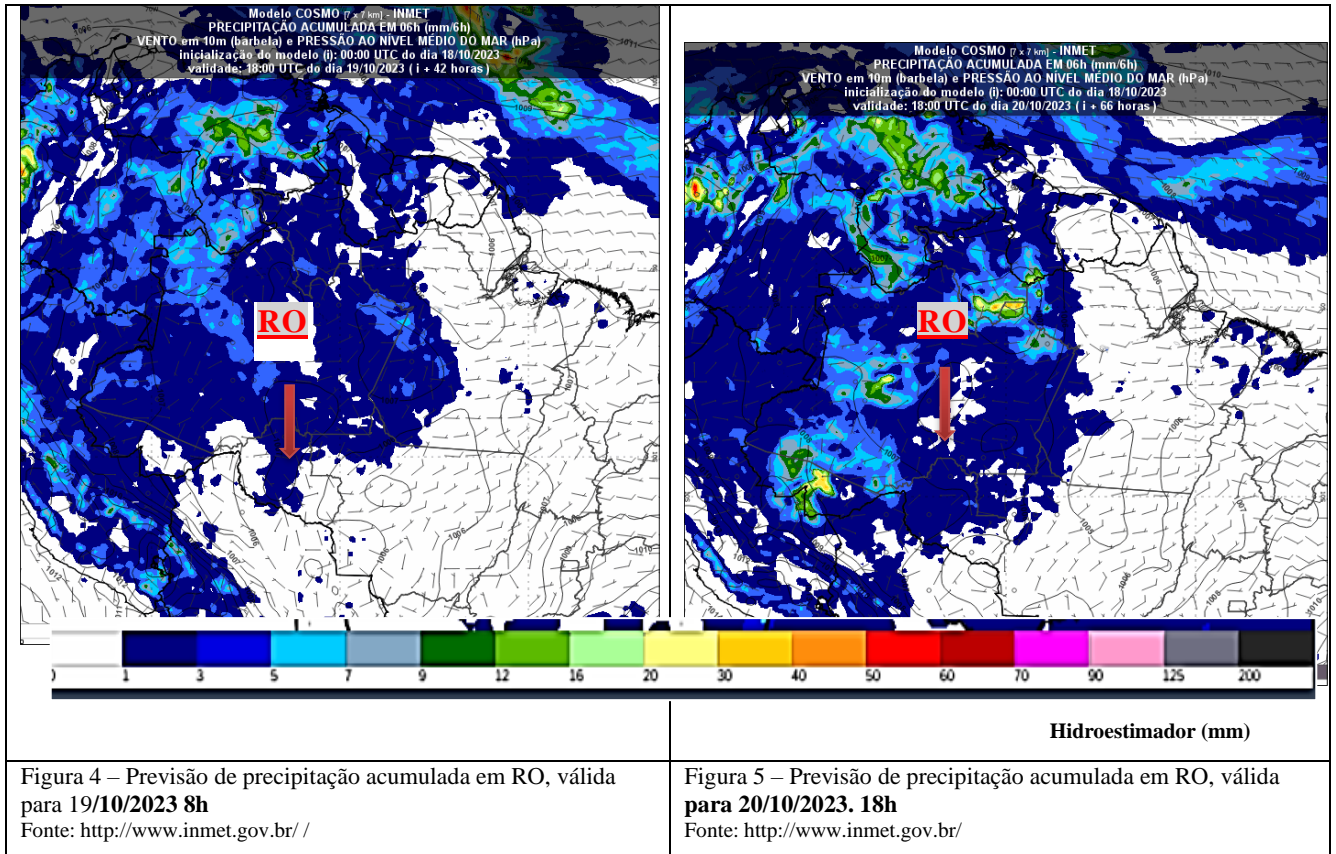 Modelo COSMO [7 x 7 km] - INMET
PRECIPITAÇÃO ACUMULADA EM 06h (mm/6h)
VENTO em 10m (barbela) e PRESSÃO AO NÍVEL MÉDIO DO MAR (hPa)
inicialização do modelo (i): 00:00 UTC do dia 18/10/2023
validade: 18:00 UTC do dia 19/10/2023 ( i + 42 horas )
RO
Modelo COSMO [7 x 7 km] - INMET
PRECIPITAÇÃO ACUMULADA EM 06h (mm/6h)
VENTO em 10m (barbela) e PRESSÃO AO NÍVEL MÉDIO DO MAR (hPa)
inicialização do modelo (i): 00:00 UTC do dia 18/10/2023
validade: 18:00 UTC do dia 20/10/2023 ( i + 66 horas )
RO
1 3 5 7 9 12 16 20 30 40 50 60 70 90 125 200
Hidroestimador (mm)
Figura 4 – Previsão de precipitação acumulada em RO, válida
para 19/10/2023 8h
Fonte: http://www.inmet.gov.br/ /
Figura 5 – Previsão de precipitação acumulada em RO, válida
para 20/10/2023. 18h
Fonte: http://www.inmet.gov.br/